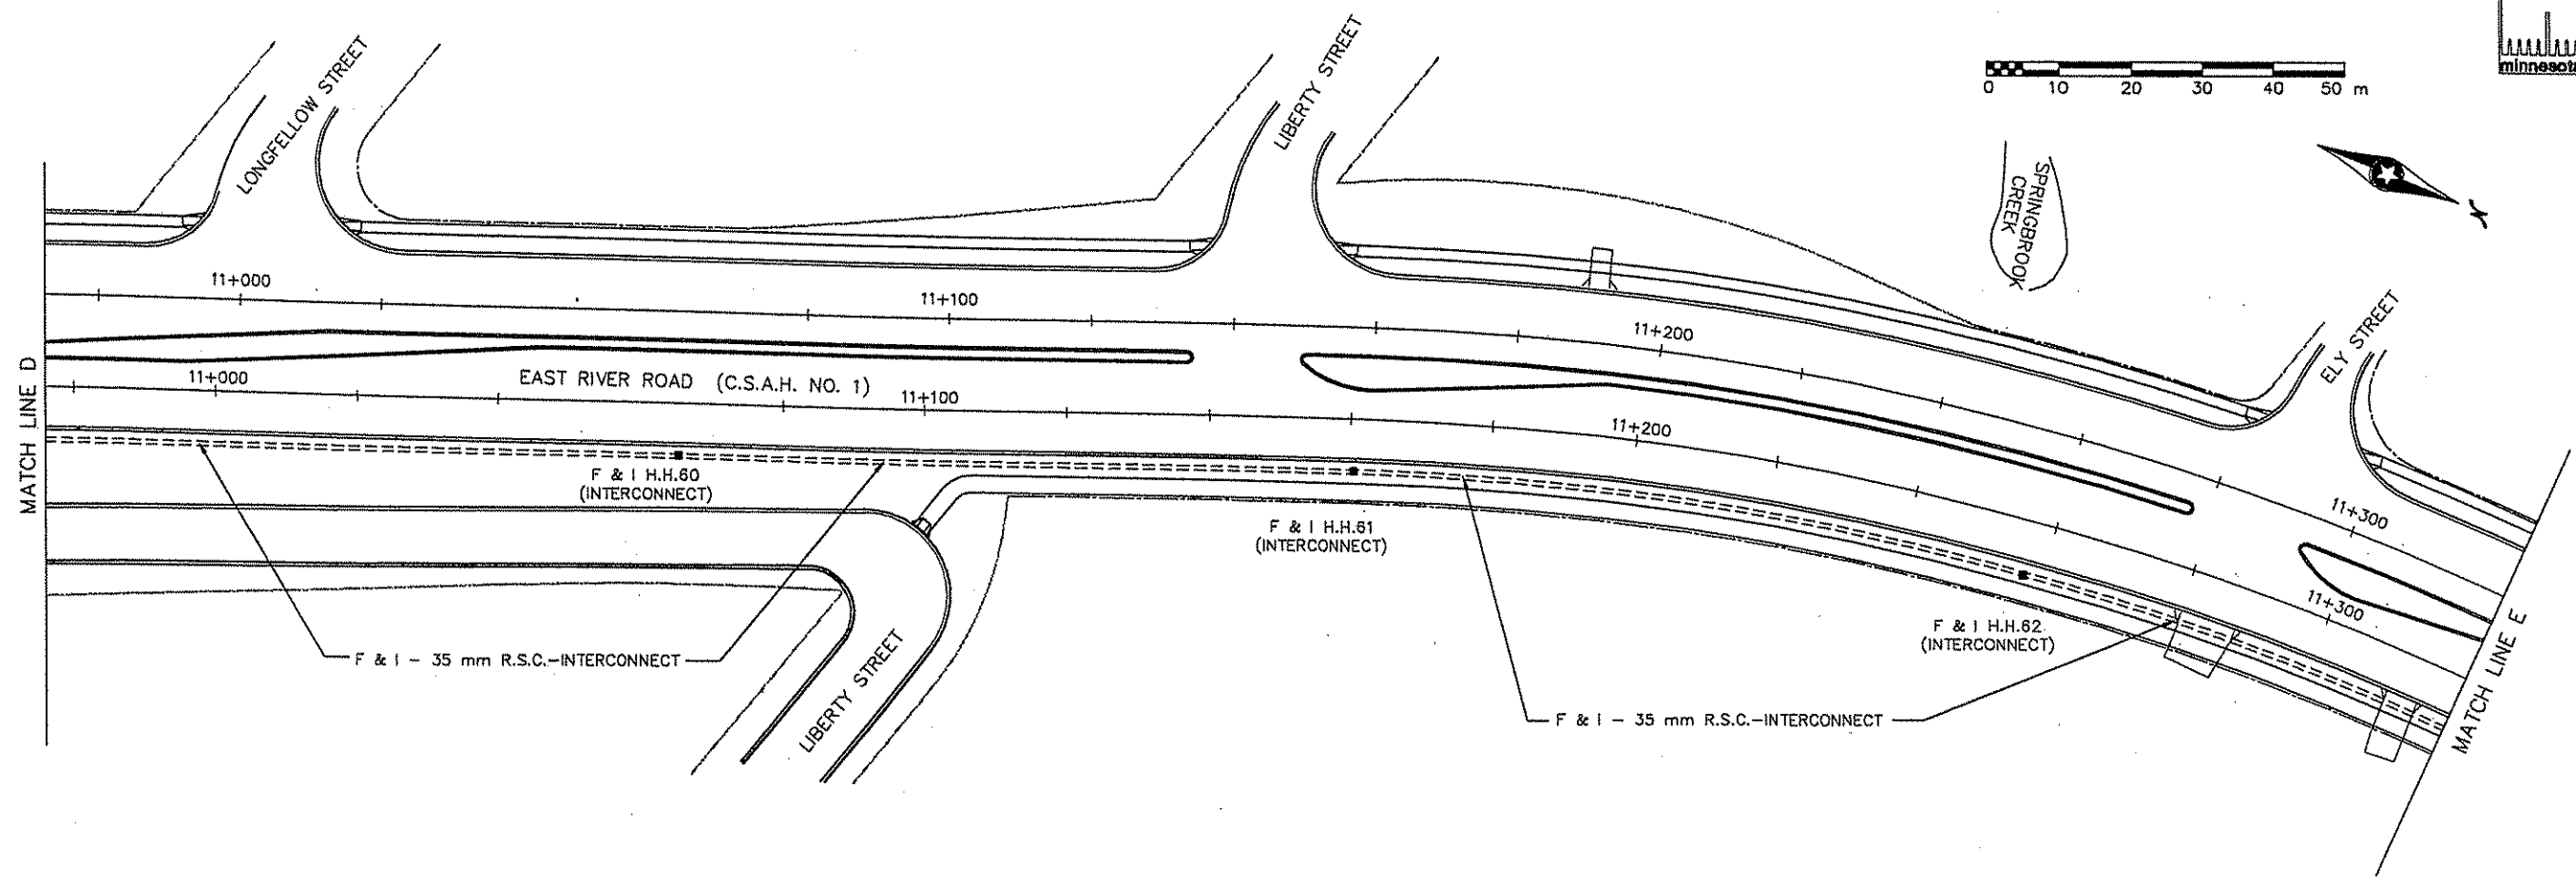 LONGFELLOW STREET
LIBERTY STREET
0 10 20 30 40 50 m
minnesota
SPRINGBROOK
CREEK
N
ELY STREET
MATCH LINE D
11+000
11+100
11+200
11+300
11+000
EAST RIVER ROAD (C.S.A.H. NO. 1)
11+100
11+200
11+300
F & I H.H.60
(INTERCONNECT)
F & I H.H.61
(INTERCONNECT)
F & I H.H.62
(INTERCONNECT)
F & I - 35 mm R.S.C.-INTERCONNECT
LIBERTY STREET
F & I - 35 mm R.S.C.-INTERCONNECT
MATCH LINE E